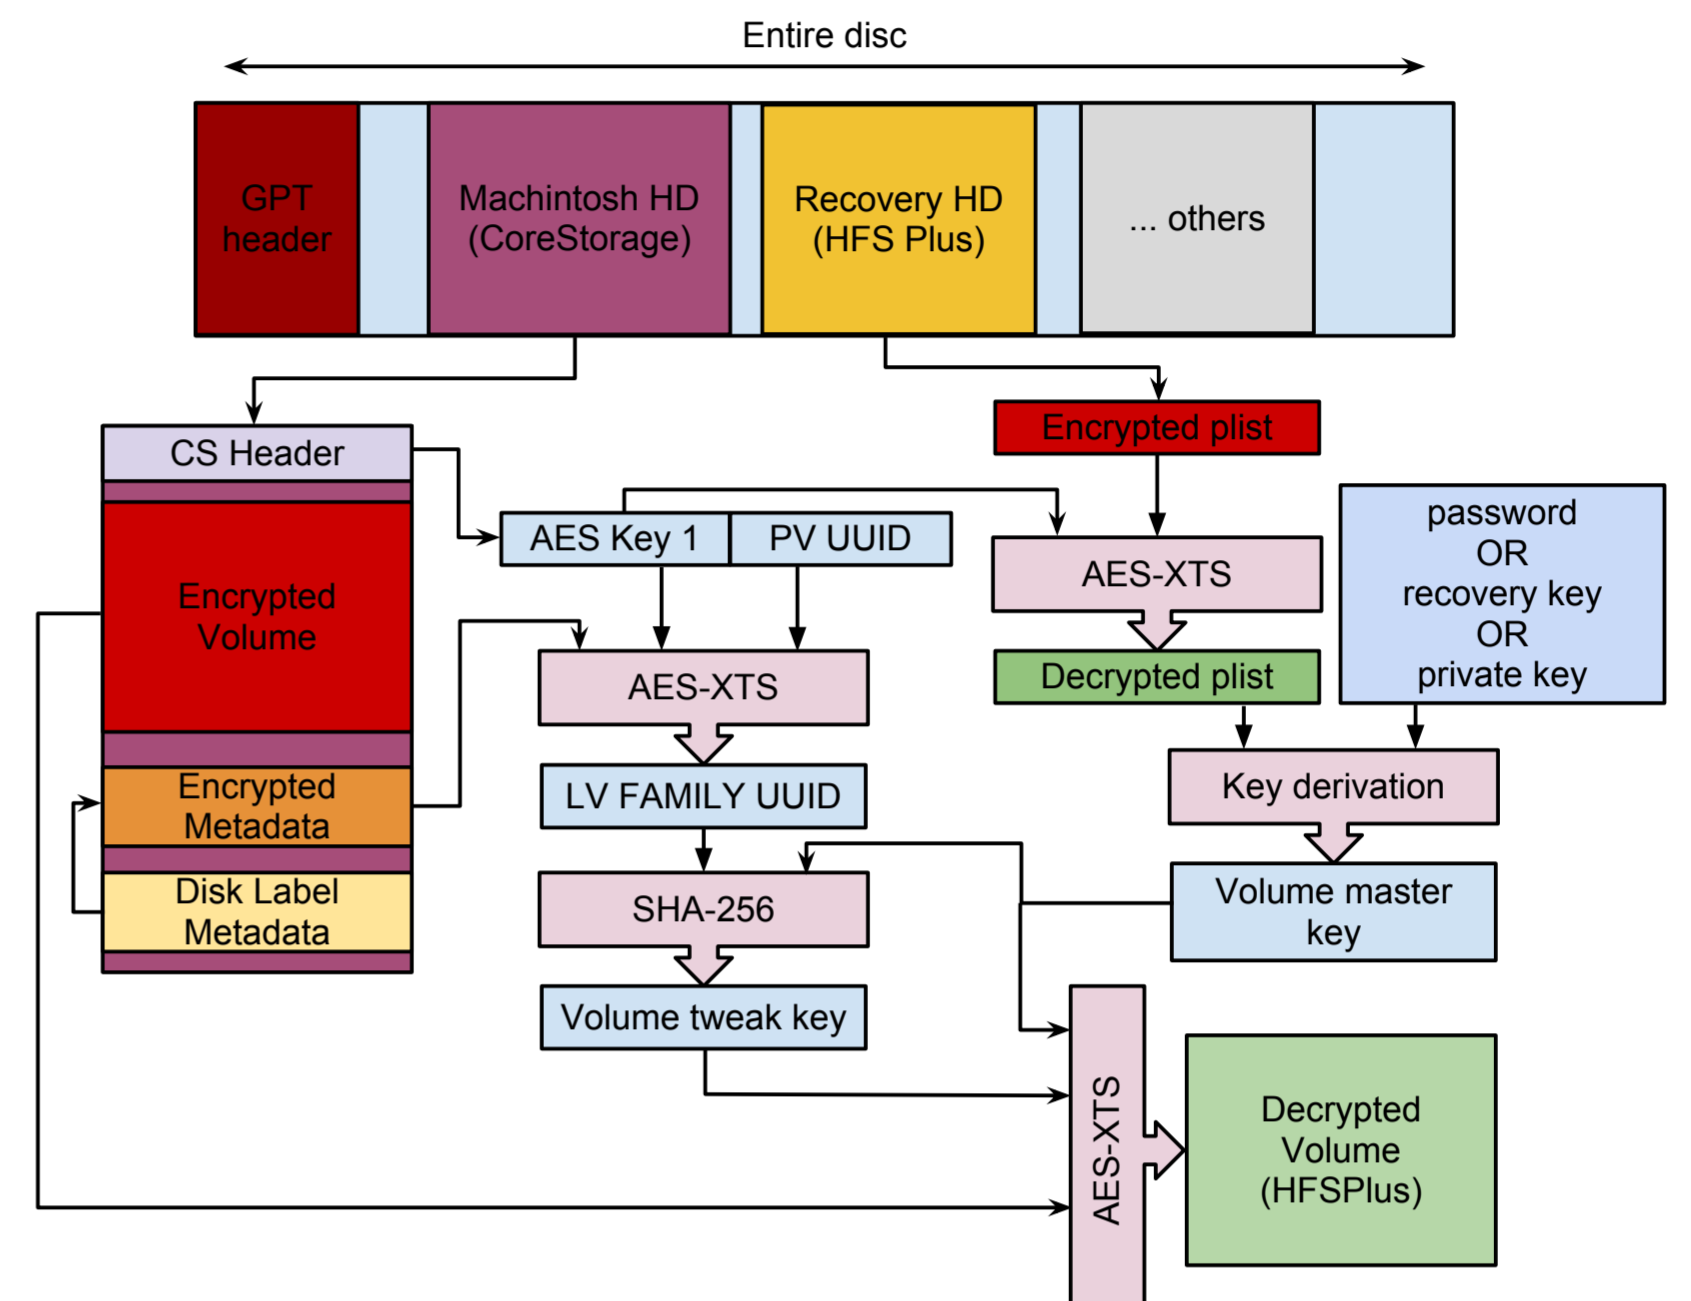 Entire disc
GPT
header
Machintosh HD
(CoreStorage)
Recovery HD
(HFS Plus)
... others
CS Header
Encrypted
Volume
Encrypted
Metadata
Disk Label
Metadata
AES Key 1
PV UUID
AES-XTS
LV FAMILY UUID
SHA-256
Volume tweak key
Encrypted plist
AES-XTS
Decrypted plist
password
OR
recovery key
OR
private key
Key derivation
Volume master
key
AES-XTS
Decrypted
Volume
(HFSPlus)